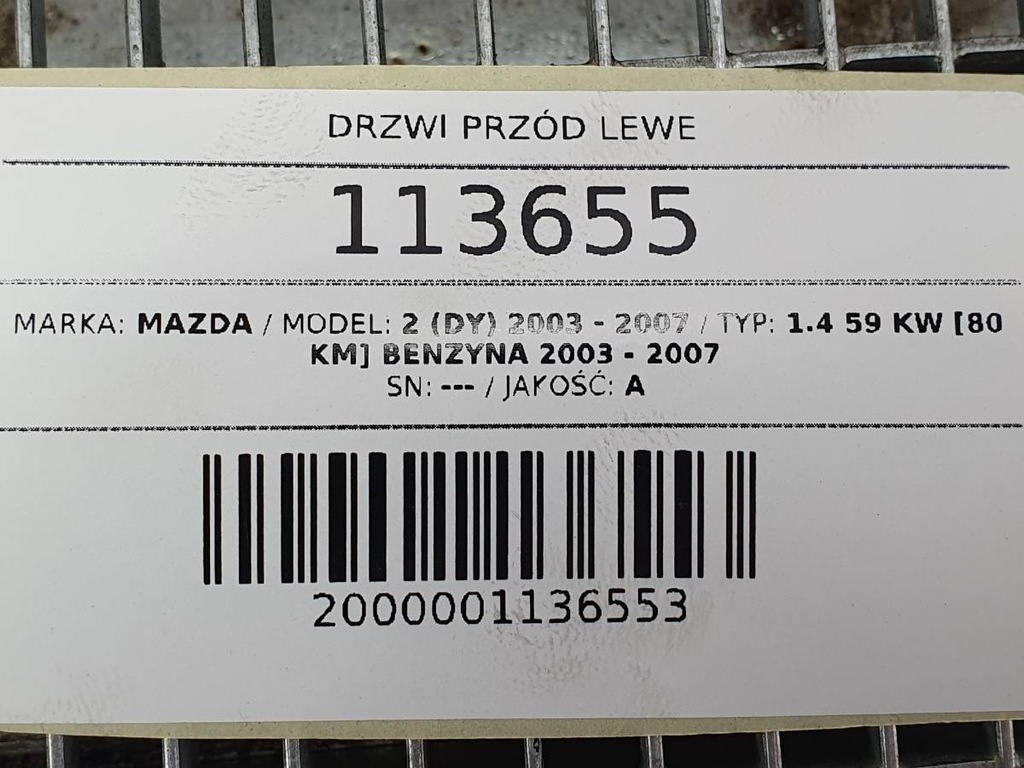 DRZWI PRZÓD LEWE
113655
MARKA: MAZDA / MODEL: 2 (DY) 2003 - 2007 / TYP: 1.4 59 KW [80
KM] BENZYNA 2003 - 2007
SN: --- / JAKOŚĆ: A
2000001136553